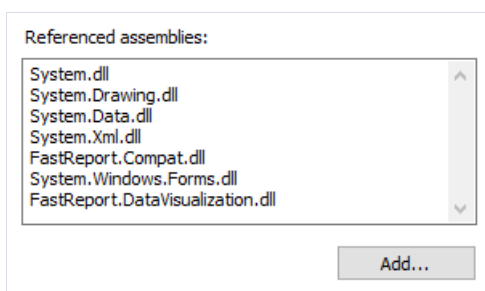 Referenced assemblies:
System.dll
System.Drawing.dll
System.Data.dll
System.Xml.dll
FastReport.Compat.dll
System.Windows.Forms.dll
FastReport.DataVisualization.dll
Add...